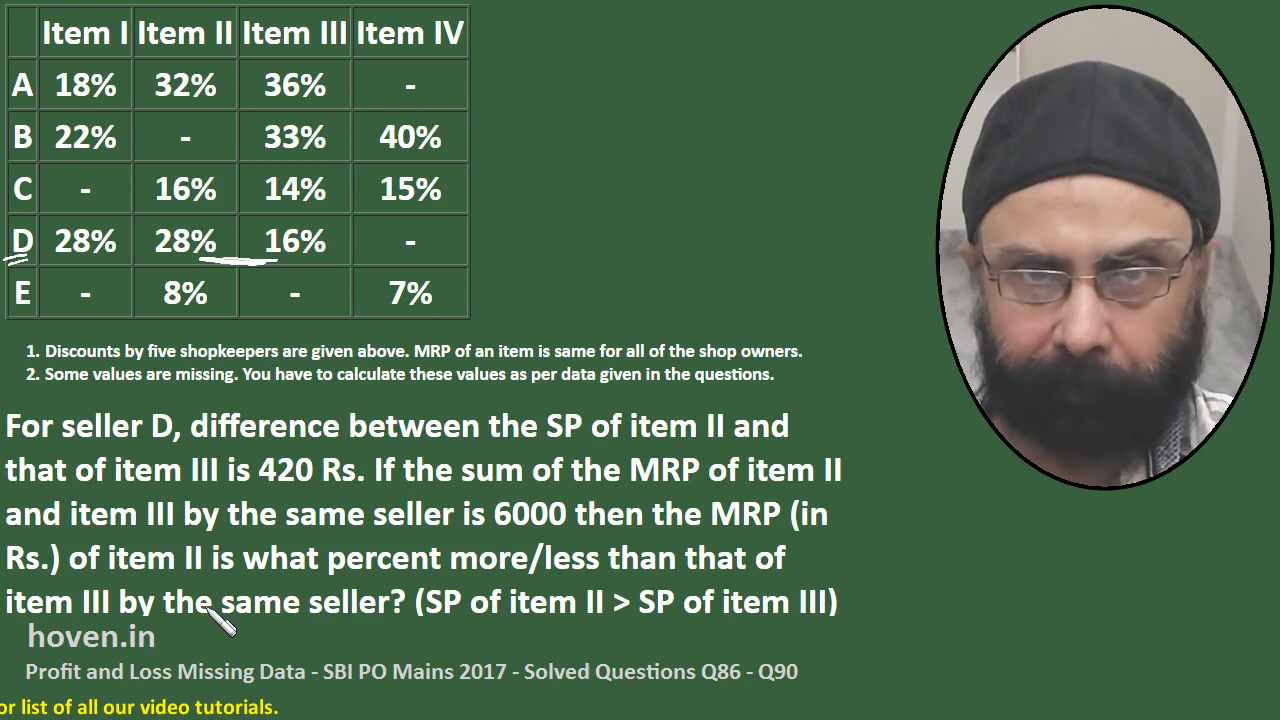 Item I Item II Item III Item IV
A 18% 32% 36% -
B 22% - 33% 40%
C - 16% 14% 15%
D 28% 28% 16% -
E - 8% - 7%
1. Discounts by five shopkeepers are given above. MRP of an item is same for all of the shop owners.
2. Some values are missing. You have to calculate these values as per data given in the questions.
For seller D, difference between the SP of item II and
that of item III is 420 Rs. If the sum of the MRP of item II
and item III by the same seller is 6000 then the MRP (in
Rs.) of item II is what percent more/less than that of
item III by the same seller? (SP of item II > SP of item III)
hoven.in
Profit and Loss Missing Data - SBI PO Mains 2017 - Solved Questions Q86 - Q90
or list of all our video tutorials.